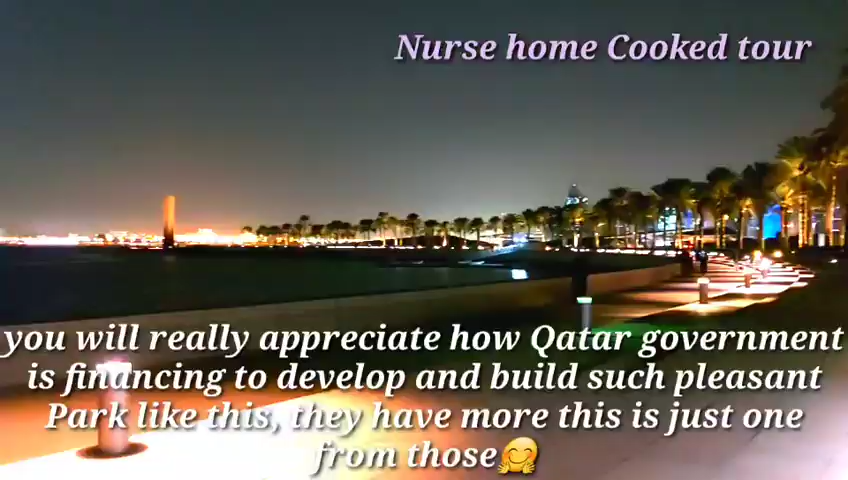 Nurse home Cooked tour
you will really appreciate how Qatar government
is financing to develop and build such pleasant
Park like this, they have more this is just one
from those🤗